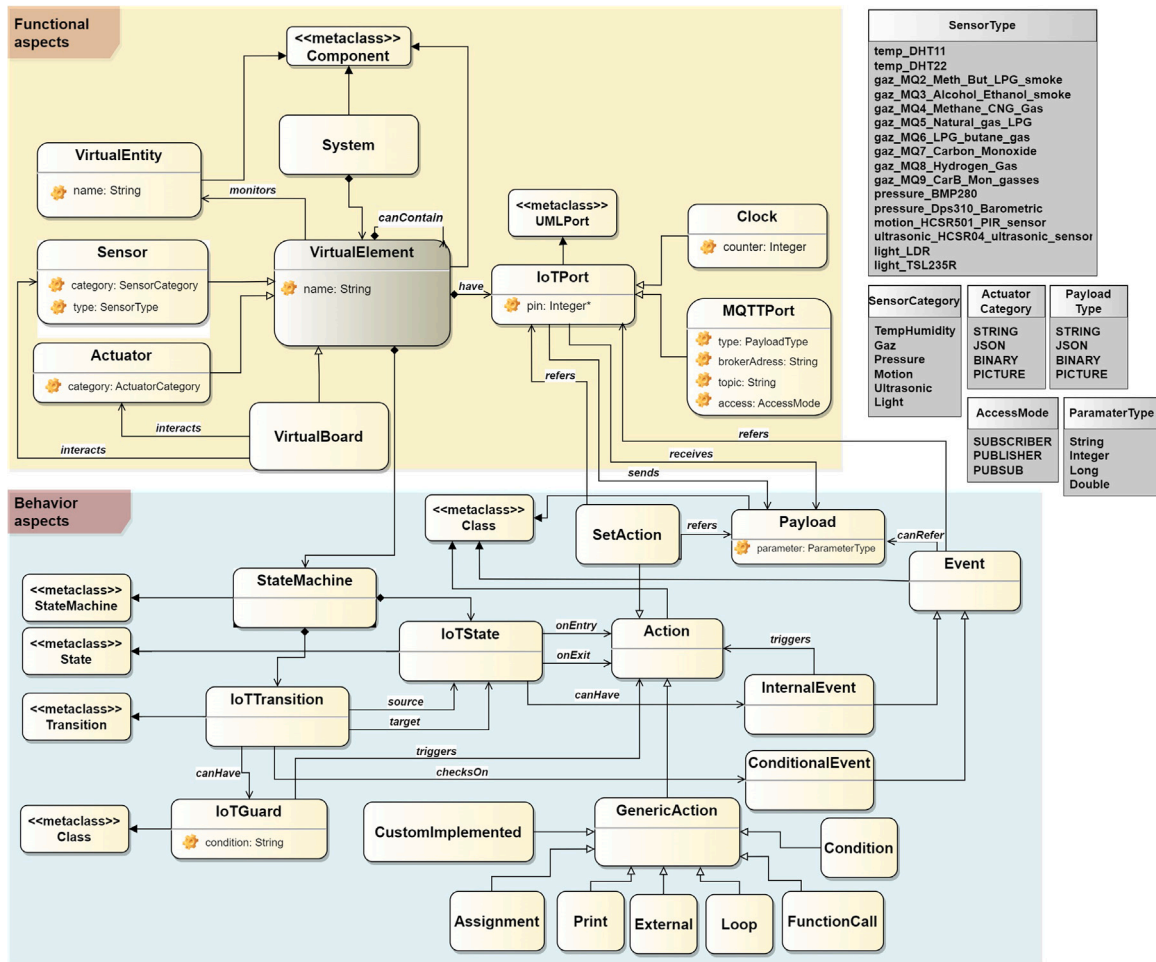 Functional
aspects
<<metaclass>>
Component
System
VirtualEntity
name: String
monitors
canContain
Sensor
category: SensorCategory
type: SensorType
VirtualElement
name: String
have
Actuator
category: ActuatorCategory
interacts
interacts
VirtualBoard
<<metaclass>>
UMLPort
IoTPort
pin: Integer*
Clock
counter: Integer
MQTTPort
type: PayloadType
brokerAdress: String
topic: String
access: AccessMode
refers
refers
receives
sends
SensorType
temp_DHT11
temp_DHT22
gaz_MQ2_Meth_But_LPG_smoke
gaz_MQ3_Alcohol_Ethanol_smoke
gaz_MQ4_Methane_CNG_Gas
gaz_MQ5_Natural_gas_LPG
gaz_MQ6_LPG_butane_gas
gaz_MQ7_Carbon_Monoxide
gaz_MQ8_Hydrogen_Gas
gaz_MQ9_CarB_Mon_gasses
pressure_BMP280
pressure_Dps310_Barometric
motion_HCSR501_PIR_sensor
ultrasonic_HCSR04_ultrasonic_sensor
light_LDR
light_TSL235R
SensorCategory
TempHumidity
Gaz
Pressure
Motion
Ultrasonic
Light
Actuator
Category
STRING
JSON
BINARY
PICTURE
Payload
Type
STRING
JSON
BINARY
PICTURE
AccessMode
SUBSCRIBER
PUBLISHER
PUBSUB
ParamaterType
String
Integer
Long
Double
Behavior
aspects
<<metaclass>>
Class
SetAction
refers
Payload
parameter: ParameterType
canRefer
Event
<<metaclass>>
StateMachine
StateMachine
<<metaclass>>
State
IoTState
onEntry
onExit
Action
triggers
canHave
InternalEvent
<<metaclass>>
Transition
IoTTransition
source
target
triggers
canHave
checksOn
ConditionalEvent
<<metaclass>>
Class
IoTGuard
condition: String
CustomImplemented
GenericAction
Condition
Assignment
Print
External
Loop
FunctionCall